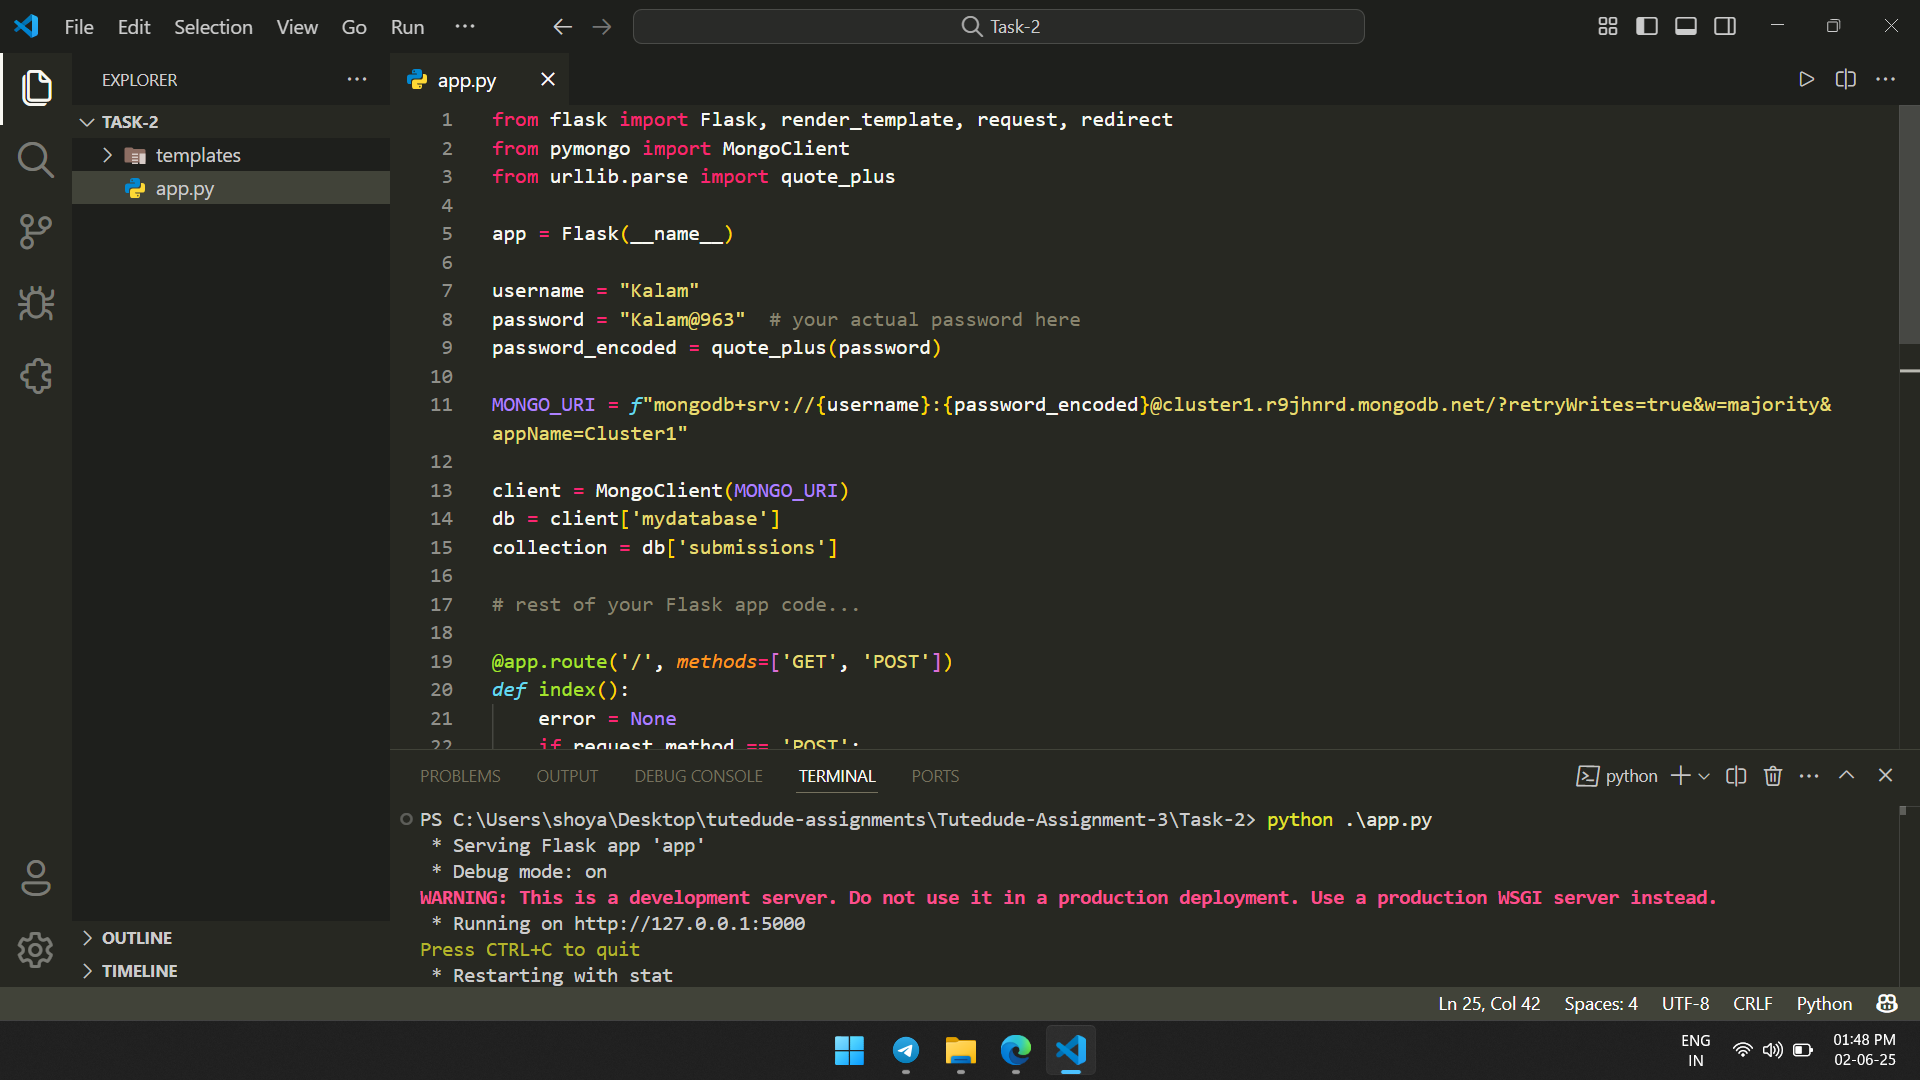 File Edit Selection View Go Run ··· Task-2
EXPLORER ···
TASK-2
templates
app.py
OUTLINE
TIMELINE
app.py
1 from flask import Flask, render_template, request, redirect
2 from pymongo import MongoClient
3 from urllib.parse import quote_plus
4
5 app = Flask(__name__)
6
7 username = "Kalam"
8 password = "Kalam@963"  # your actual password here
9 password_encoded = quote_plus(password)
10
11 MONGO_URI = f"mongodb+srv://{username}:{password_encoded}@cluster1.r9jhnrd.mongodb.net/?retryWrites=true&w=majority&
appName=Cluster1"
12
13 client = MongoClient(MONGO_URI)
14 db = client['mydatabase']
15 collection = db['submissions']
16
17 # rest of your Flask app code...
18
19 @app.route('/', methods=['GET', 'POST'])
20 def index():
21     error = None
22     if request.method == 'POST':
PROBLEMS OUTPUT DEBUG CONSOLE TERMINAL PORTS python
PS C:\Users\shoya\Desktop\tutedude-assignments\Tutedude-Assignment-3\Task-2> python .\app.py
 * Serving Flask app 'app'
 * Debug mode: on
WARNING: This is a development server. Do not use it in a production deployment. Use a production WSGI server instead.
 * Running on http://127.0.0.1:5000
Press CTRL+C to quit
 * Restarting with stat
Ln 25, Col 42 Spaces: 4 UTF-8 CRLF Python
ENG
IN
01:48 PM
02-06-25